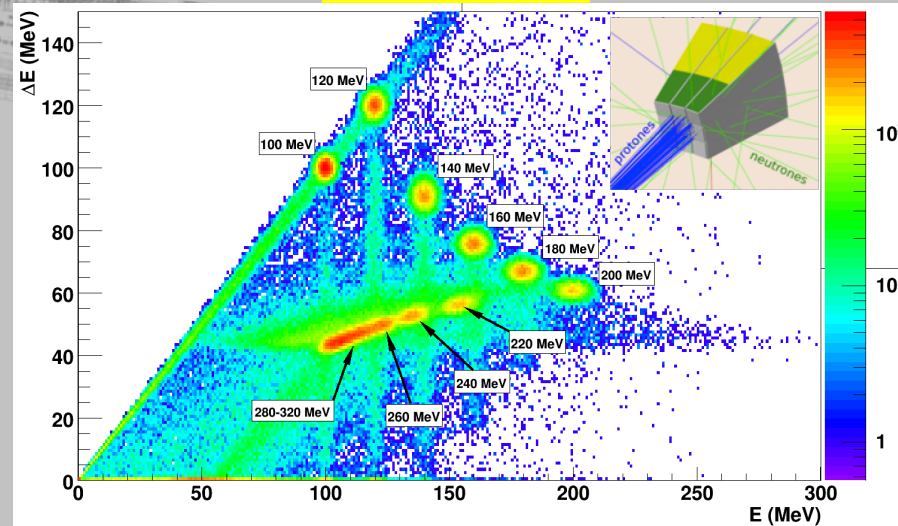 ΔE (MeV)
140
120
100
80
60
40
20
0
0
50
100
150
200
250
300
E (MeV)
120 MeV
100 MeV
140 MeV
160 MeV
180 MeV
200 MeV
220 MeV
240 MeV
260 MeV
280-320 MeV
protones
neutrones
10
1